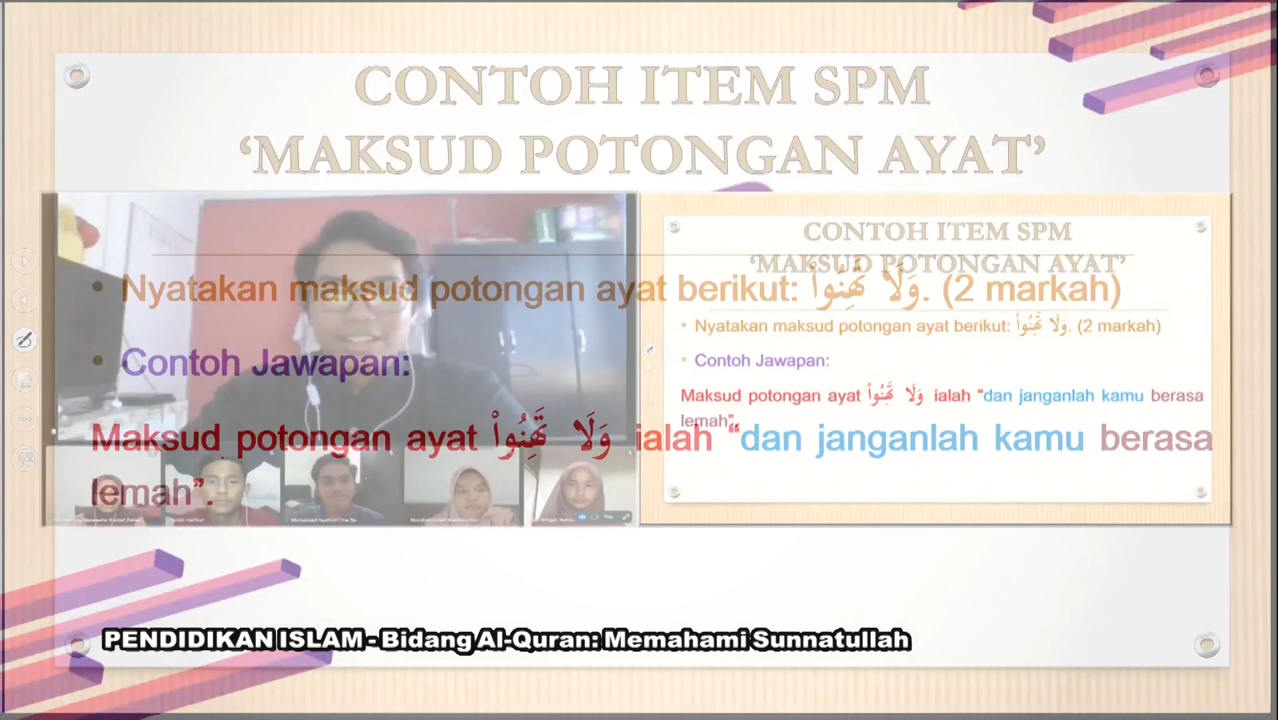 CONTOH ITEM SPM
‘MAKSUD POTONGAN AYAT’
• Nyatakan maksud potongan ayat berikut: وَلَا تَهِنُواْ. (2 markah)
• Contoh Jawapan:
Maksud potongan ayat وَلَا تَهِنُواْ ialah “dan janganlah kamu berasa
lemah”.
CONTOH ITEM SPM
‘MAKSUD POTONGAN AYAT’
• Nyatakan maksud potongan ayat berikut: وَلَا تَهِنُواْ. (2 markah)
• Contoh Jawapan:
Maksud potongan ayat وَلَا تَهِنُواْ ialah “dan janganlah kamu berasa
lemah”.
PENDIDIKAN ISLAM - Bidang Al-Quran: Memahami Sunnatullah